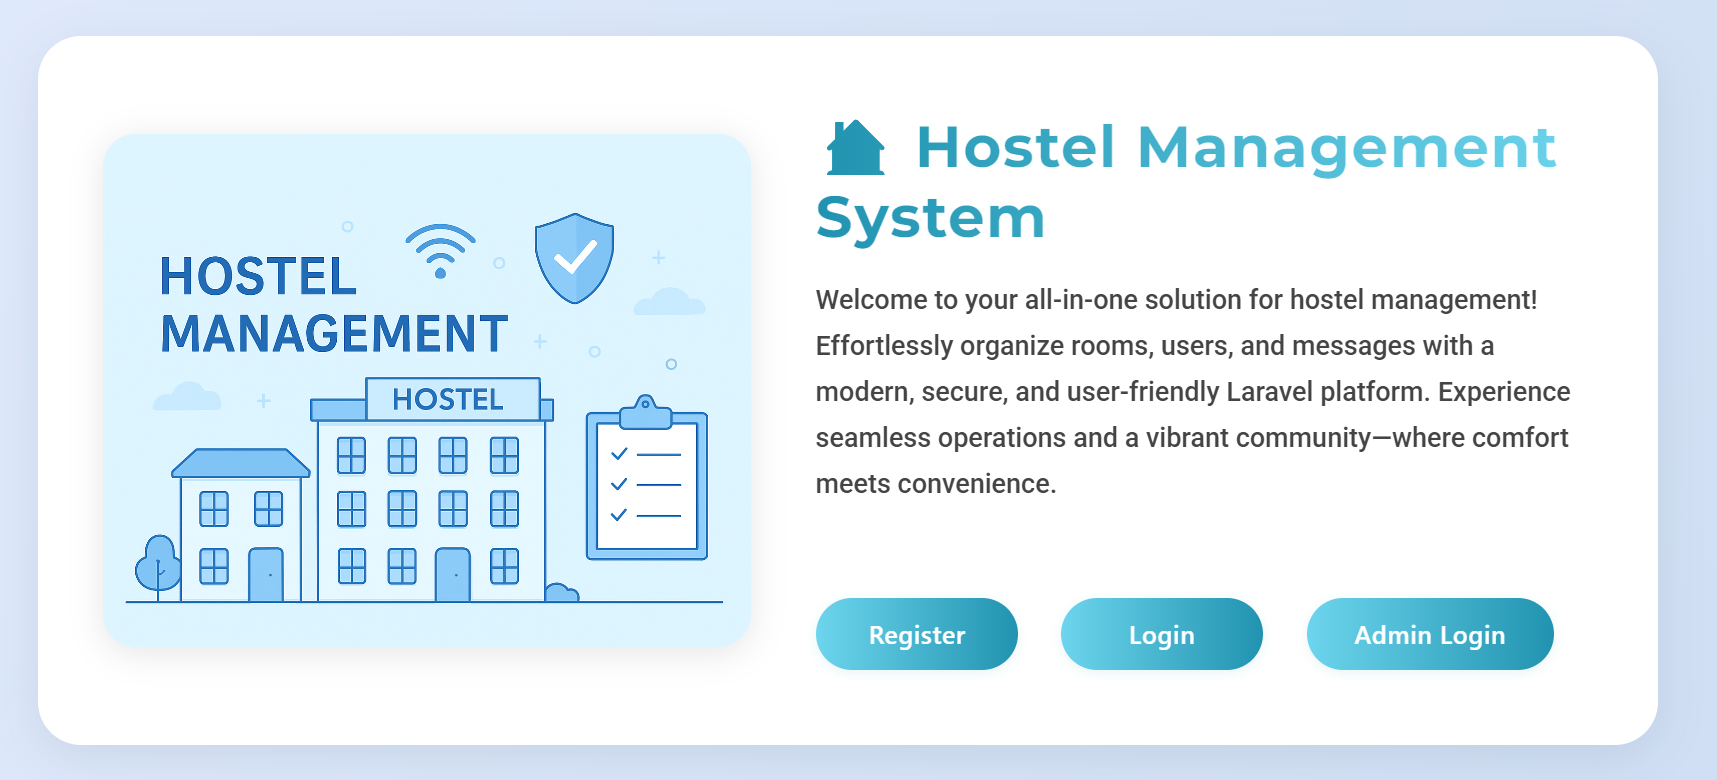 HOSTEL
MANAGEMENT
HOSTEL
Hostel Management
System
Welcome to your all-in-one solution for hostel management!
Effortlessly organize rooms, users, and messages with a
modern, secure, and user-friendly Laravel platform. Experience
seamless operations and a vibrant community—where comfort
meets convenience.
Register
Login
Admin Login